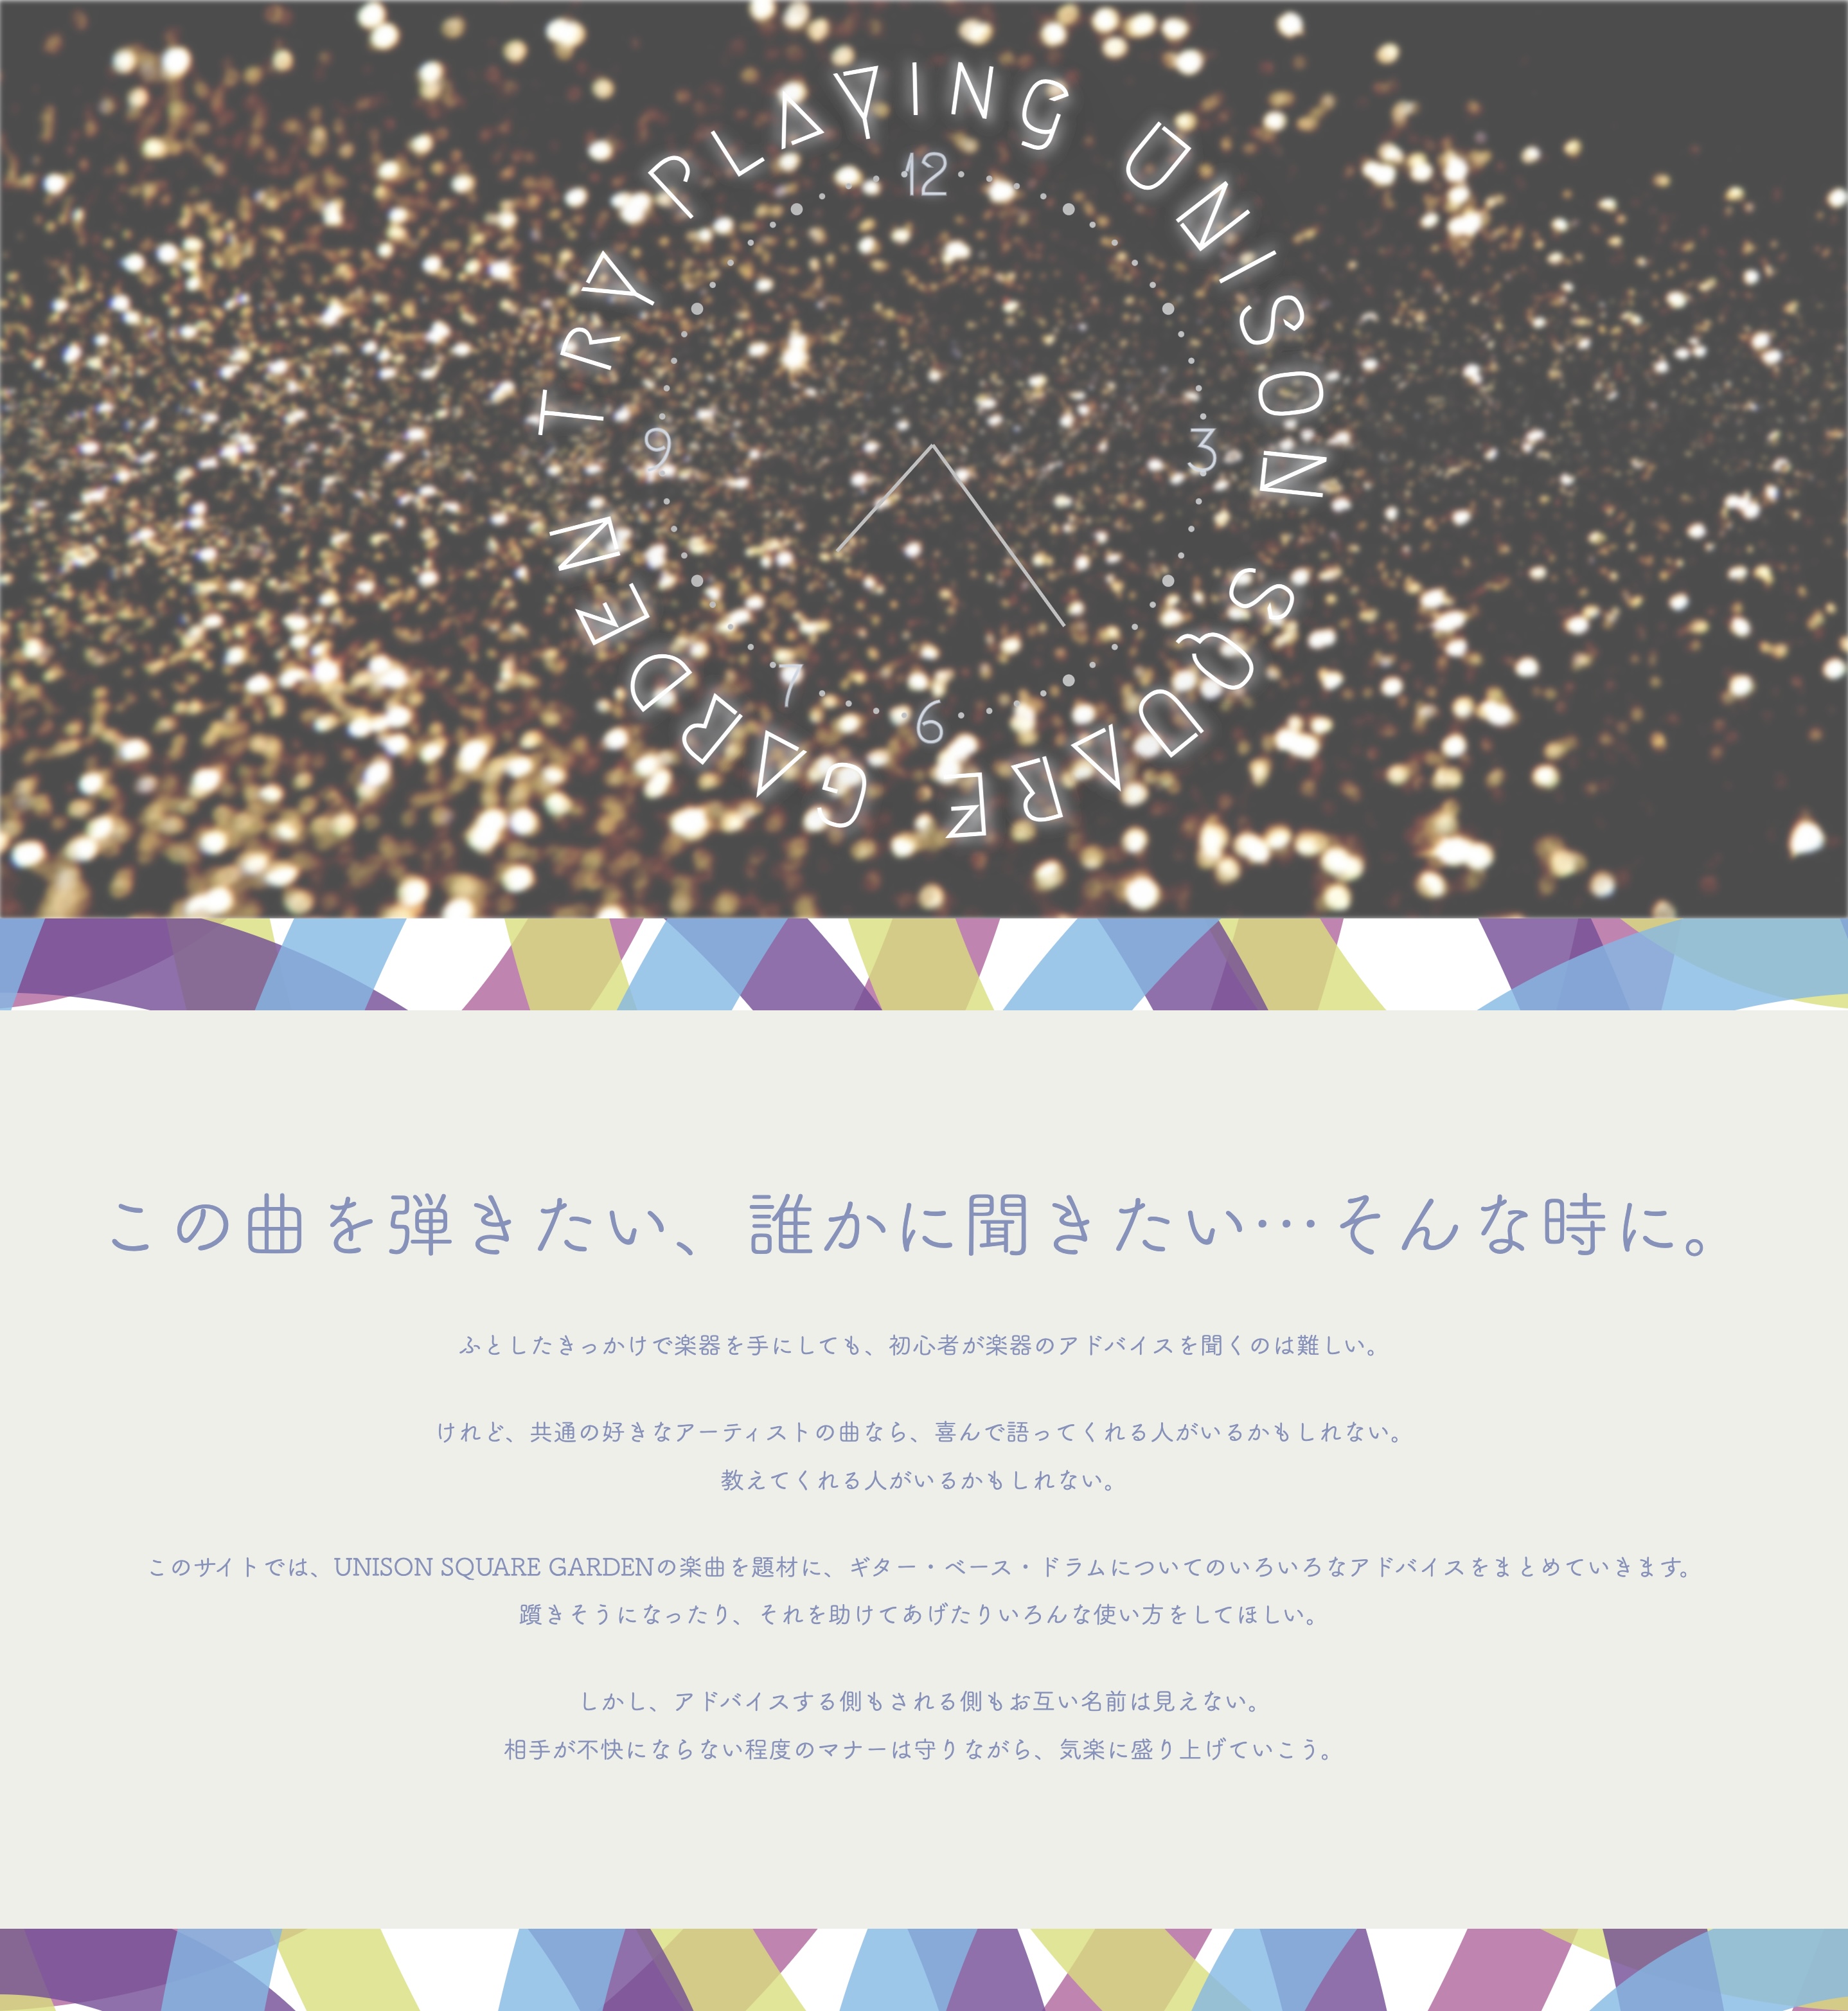 TRY PLAYING UNISON SQUARE GARDEN
12
3
6
7
9
この曲を弾きたい、誰かに聞きたい…そんな時に。
ふとしたきっかけで楽器を手にしても、初心者が楽器のアドバイスを聞くのは難しい。
けれど、共通の好きなアーティストの曲なら、喜んで語ってくれる人がいるかもしれない。
教えてくれる人がいるかもしれない。
このサイトでは、UNISON SQUARE GARDENの楽曲を題材に、ギター・ベース・ドラムについてのいろいろなアドバイスをまとめていきます。
躓きそうになったり、それを助けてあげたりいろんな使い方をしてほしい。
しかし、アドバイスする側もされる側もお互い名前は見えない。
相手が不快にならない程度のマナーは守りながら、気楽に盛り上げていこう。